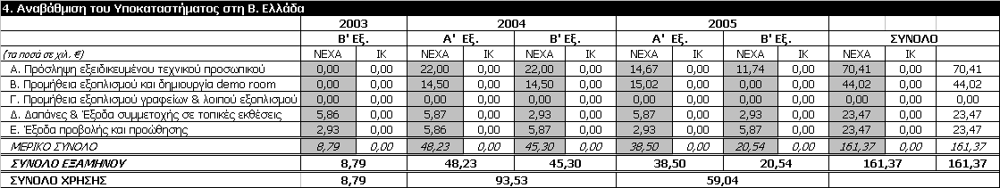 4. Αναβάθμιση του Υποκαταστήματος στη Β. Ελλάδα
2003 2004 2005
Β' Εξ. Α' Εξ. Β' Εξ. Α' Εξ. Β' Εξ. ΣΥΝΟΛΟ
(τα ποσά σε χιλ. €) ΝΕΧΑ ΙΚ ΝΕΧΑ ΙΚ ΝΕΧΑ ΙΚ ΝΕΧΑ ΙΚ ΝΕΧΑ ΙΚ ΝΕΧΑ ΙΚ
Α. Πρόσληψη εξειδικευμένου τεχνικού προσωπικού 0,00 0,00 22,00 0,00 22,00 0,00 14,67 0,00 11,74 0,00 70,41 0,00 70,41
Β. Προμήθεια εξοπλισμού και δημιουργία demo room 0,00 0,00 14,50 0,00 14,50 0,00 15,02 0,00 0,00 0,00 44,02 0,00 44,02
Γ. Προμήθεια εξοπλισμού γραφείων & λοιπού εξοπλισμού 0,00 0,00 0,00 0,00 0,00 0,00 0,00 0,00 0,00 0,00 0,00 0,00 0,00
Δ. Δαπάνες & Έξοδα συμμετοχής σε τοπικές εκθέσεις 5,86 0,00 5,87 0,00 2,93 0,00 5,87 0,00 2,93 0,00 23,47 0,00 23,47
Ε. Έξοδα προβολής και προώθησης 2,93 0,00 5,86 0,00 5,87 0,00 2,93 0,00 5,87 0,00 23,47 0,00 23,47
ΜΕΡΙΚΟ ΣΥΝΟΛΟ 8,79 0,00 48,23 0,00 45,30 0,00 38,50 0,00 20,54 0,00 161,37 0,00 161,37
ΣΥΝΟΛΟ ΕΞΑΜΗΝΟΥ 8,79 48,23 45,30 38,50 20,54 161,37 161,37
ΣΥΝΟΛΟ ΧΡΗΣΗΣ 8,79 93,53 59,04